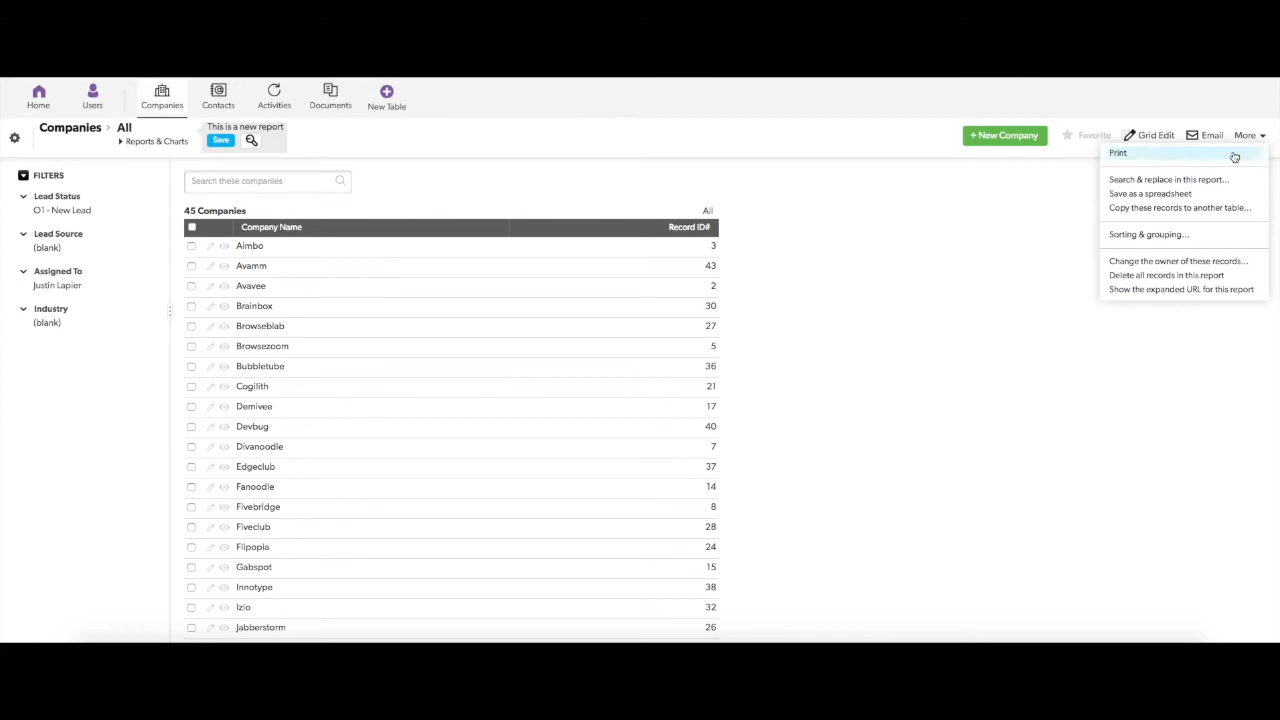 Home Users Companies Contacts Activities Documents New Table
Companies > All
Reports & Charts
This is a new report
Save
+ New Company Favorite Grid Edit Email More
Print
Search & replace in this report...
Save as a spreadsheet
Copy these records to another table...
Sorting & grouping...
Change the owner of these records...
Delete all records in this report
Show the expanded URL for this report
FILTERS
Lead Status
01 - New Lead
Lead Source
(blank)
Assigned To
Justin Lapier
Industry
(blank)
Search these companies
45 Companies All
Company Name Record ID#
Aimbo 3
Avamm 43
Avavee 2
Brainbox 30
Browseblab 27
Browsezoom 5
Bubbletube 36
Cogilith 21
Demivee 17
Devbug 40
Divanoodle 7
Edgeclub 37
Fanoodle 14
Fivebridge 8
Fiveclub 28
Flipopia 24
Gabspot 15
Innotype 38
Izio 32
Jabberstorm 26